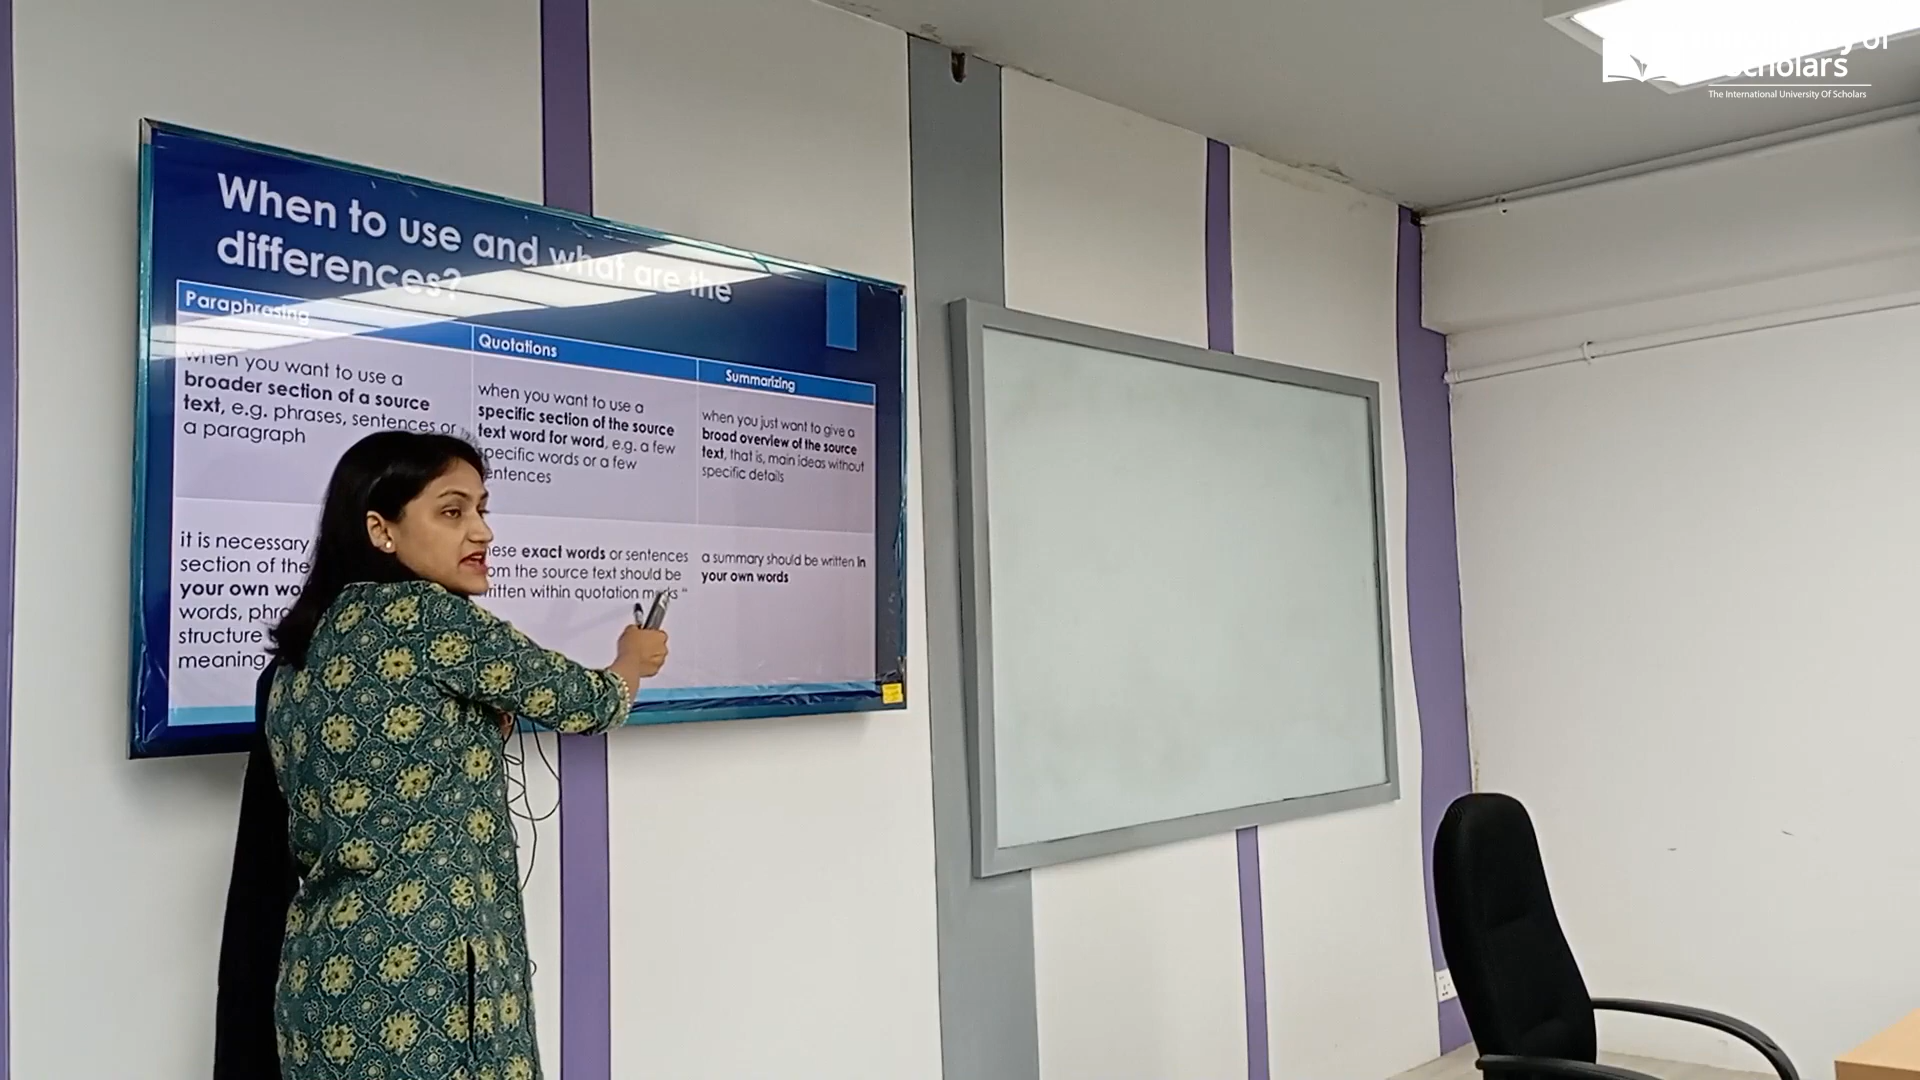 Scholars
The International University Of Scholars
When to use and what are the
differences?
Paraphrasing
when you want to use a
broader section of a source
text, e.g. phrases, sentences or
a paragraph
it is necessary
section of the
your own
words,
structure
meaning
Quotations
when you want to use a
specific section of the source
text word for word, e.g. a few
specific words or a few
sentences
exact words or sentences
the source text should be
written within quotation marks "
Summarizing
when you just want to give a
broad overview of the source
text, that is, main ideas without
specific details
a summary should be written in
your own words